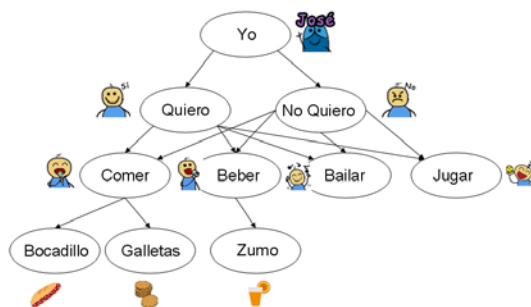 José
Yo
Sí
No
Quiero
No Quiero
Comer
Beber
Bailar
Jugar
Bocadillo
Galletas
Zumo